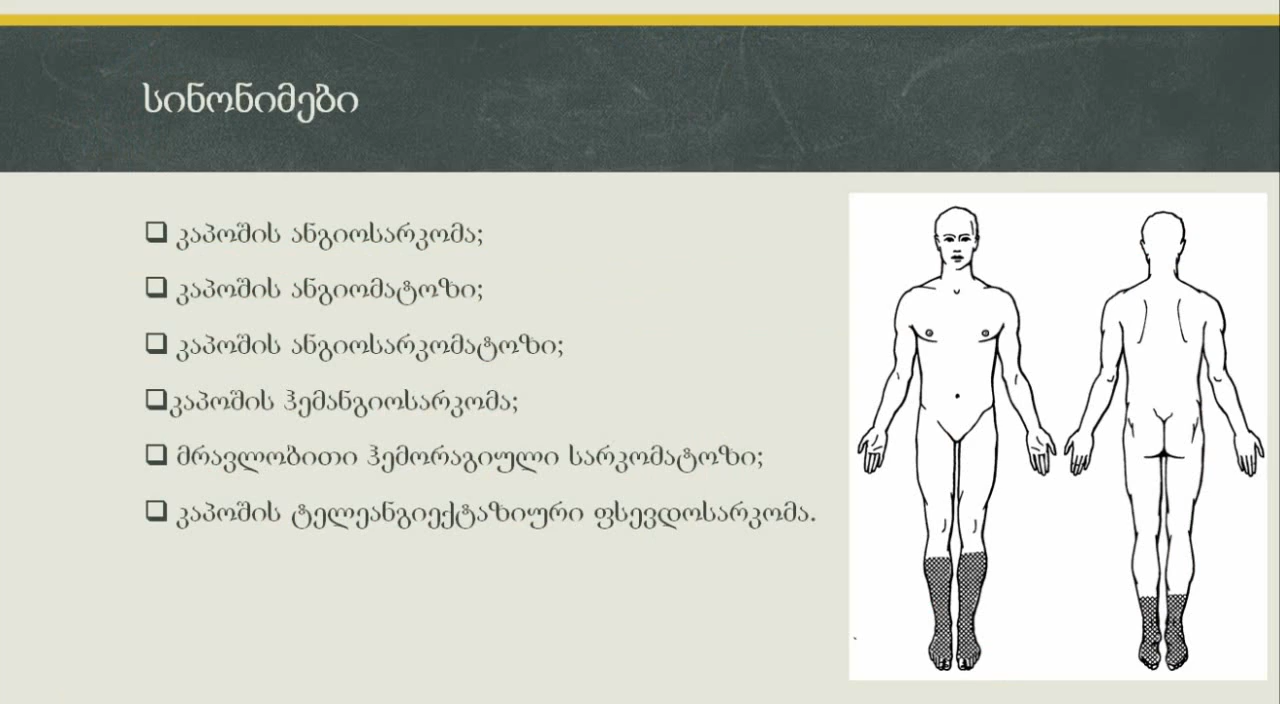 სინონიმები
❑ კაპოშის ანგიოსარკომა;
❑ კაპოშის ანგიომატოზი;
❑ კაპოშის ანგიოსარკომატოზი;
❑კაპოშის ჰემანგიოსარკომა;
❑ მრავლობითი ჰემორაგიული სარკომატოზი;
❑ კაპოშის ტელეანგიექტაზიური ფსევდოსარკომა.